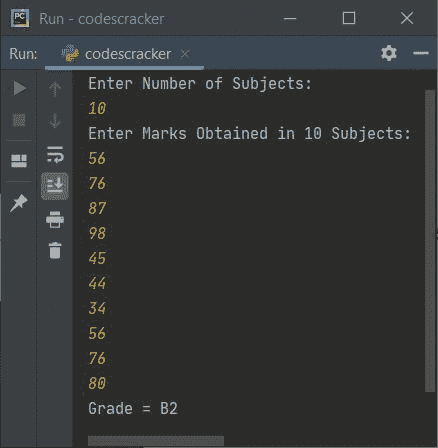 PC
Run - codescracker
Run:
codescracker
Enter Number of Subjects:
10
Enter Marks Obtained in 10 Subjects:
56
76
87
98
45
44
34
56
76
80
Grade = B2